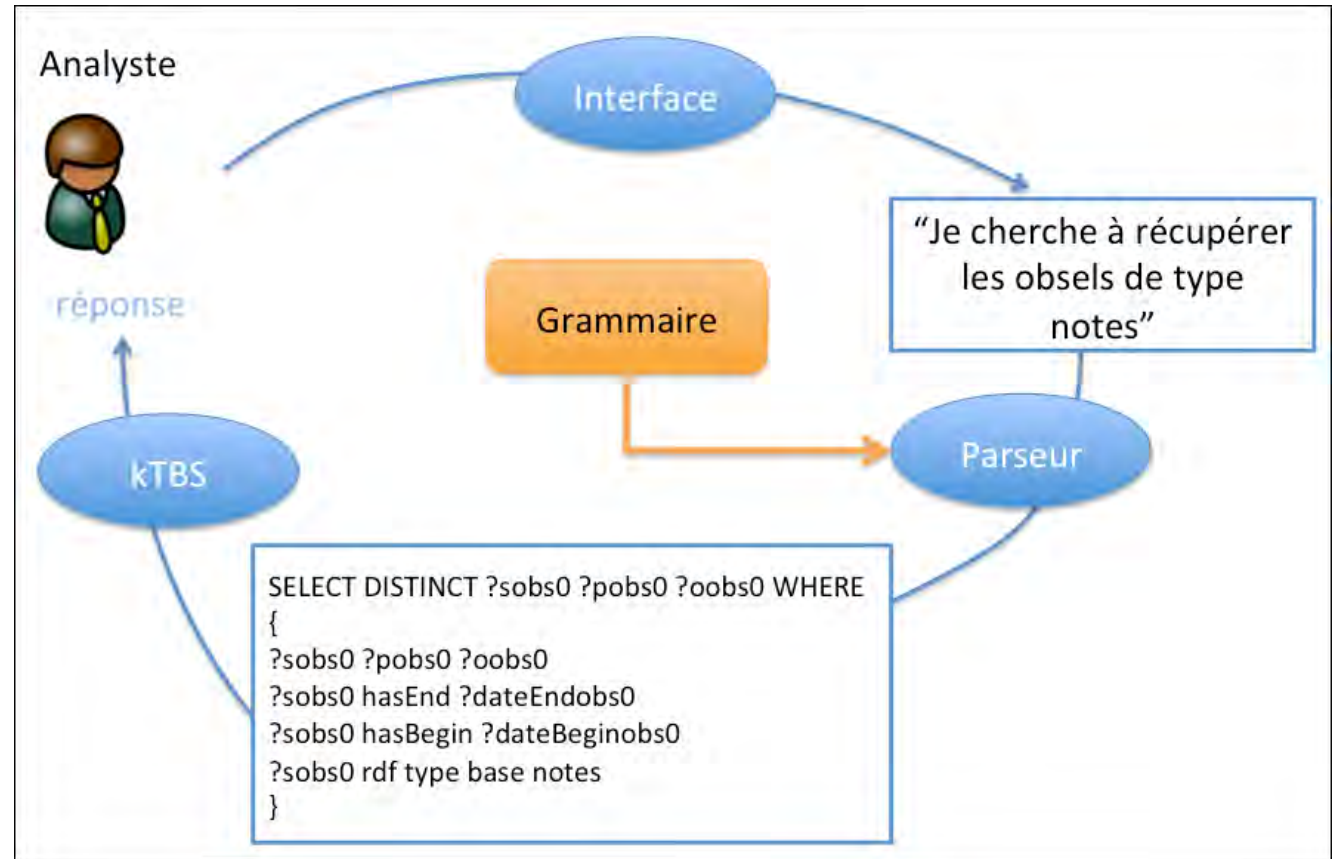 Analyste
Interface
“Je cherche à récupérer
les obsels de type
notes”
réponse
Grammaire
Parseur
kTBS
SELECT DISTINCT ?sobs0 ?pobs0 ?oobs0 WHERE
{
?sobs0 ?pobs0 ?oobs0
?sobs0 hasEnd ?dateEndobs0
?sobs0 hasBegin ?dateBeginobs0
?sobs0 rdf type base notes
}